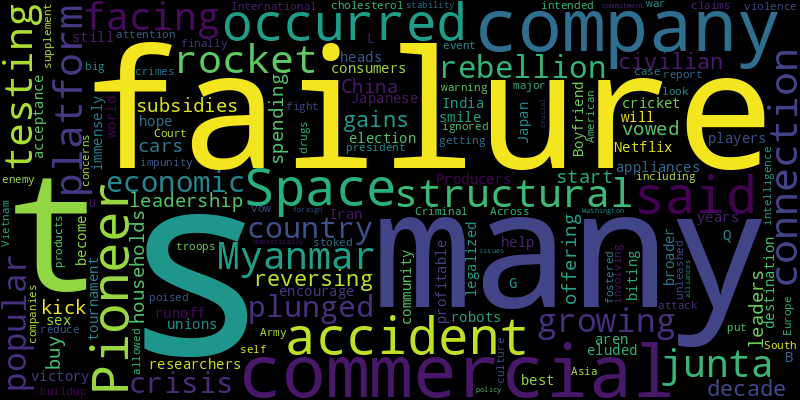 failure
many
s
t
company
commercial
said
Space
structural
accident
occurred
rocket
Pioneer
platform
testing
facing
popular
connection
rebellion
civilian
junta
growing
Myanmar
country
economic
leadership
plunged
reversing
crisis
decade
leaders
destination
offering
subsidies
cars
hope
Court
crimes
impunity
immensely
world
concerns
acceptance
supplement
still
attention
big
International
finally
cholesterol
stability
L
heads
consumers
China
Japanese
gains
election
president
fight
drugs
spending
intended
commitment
war
claims
violence
event
case
report
warning
major
look
India
smile
ignored
getting
Japan
crucial
Boyfriend
American
cricket
will
vowed
players
Netflix
appliances
including
intelligence
start
Producers
years
Q
Iran
Criminal
Across
vow
foreign
Washington
troops
domestically
stoked
issues
help
legalized
profitable
community
encourage
G
robots
fostered
involving
biting
broader
unleashed
alliances
attack
put
South
Europe
B
aren
eluded
Asia
best
culture
policy
Army
self
researchers
unions
runoff
poised
households
allowed
tournament
become
products
enemy
Vietnam
U
kick
sex
buy
companies
reduce
victory
buildup